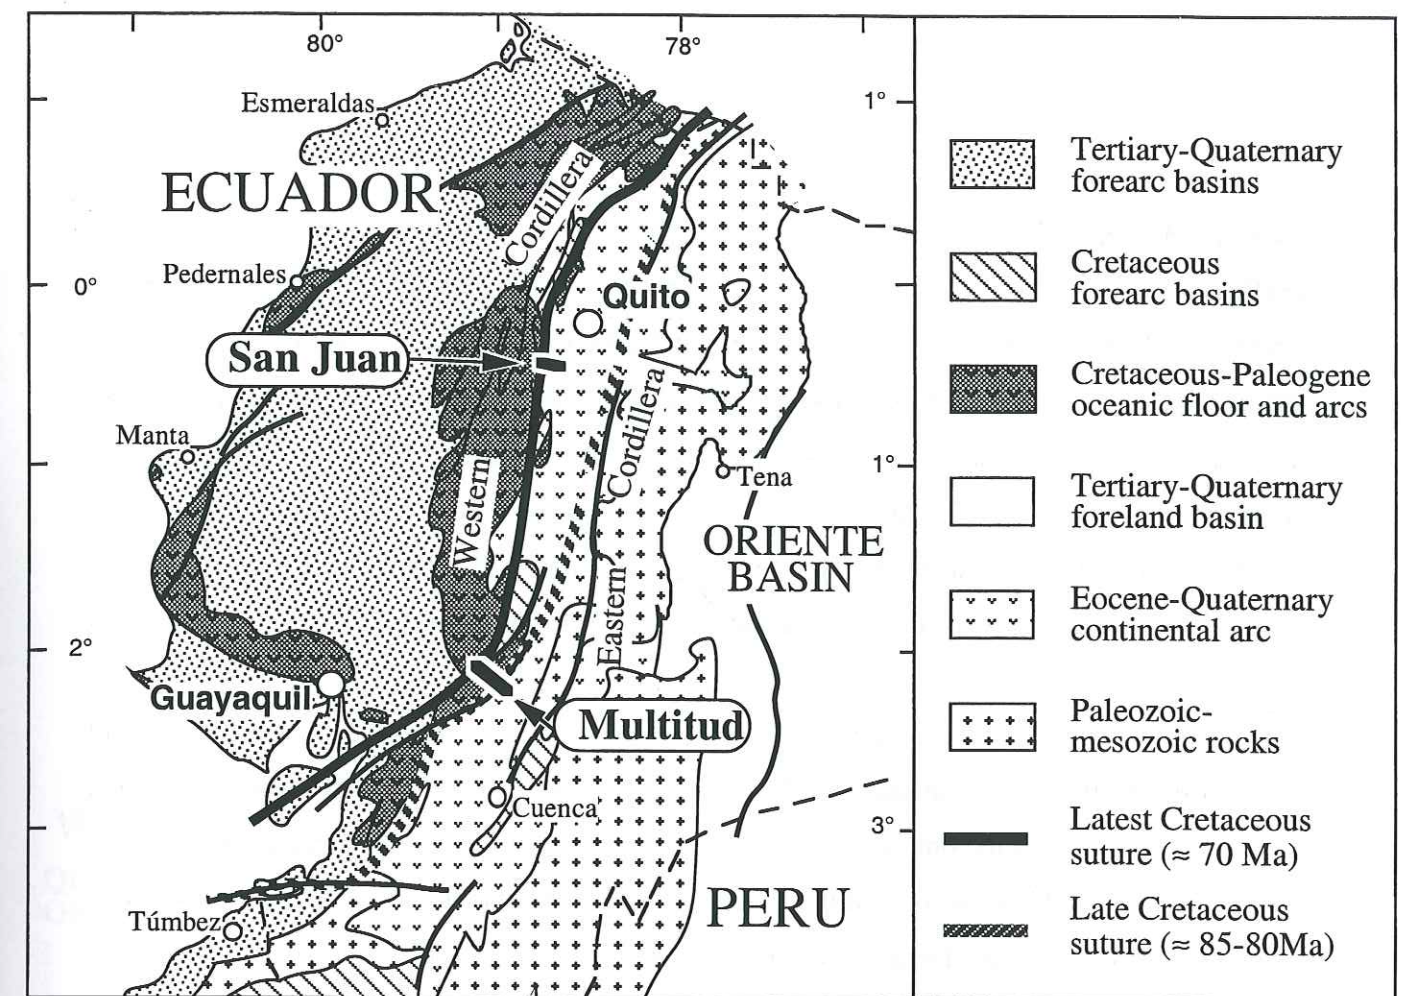 80°
78°
Esmeraldas
1°
ECUADOR
Cordillera
Pedernales
0°
Quito
San Juan
Manta
Cordillera
1°
Tena
Western
ORIENTE
BASIN
Eastern
2°
Guayaquil
Multitud
Cuenca
3°
PERU
Túmbez
Tertiary-Quaternary
forearc basins
Cretaceous
forearc basins
Cretaceous-Paleogene
oceanic floor and arcs
Tertiary-Quaternary
foreland basin
Eocene-Quaternary
continental arc
Paleozoic-
mesozoic rocks
Latest Cretaceous
suture (≈ 70 Ma)
Late Cretaceous
suture (≈ 85-80Ma)